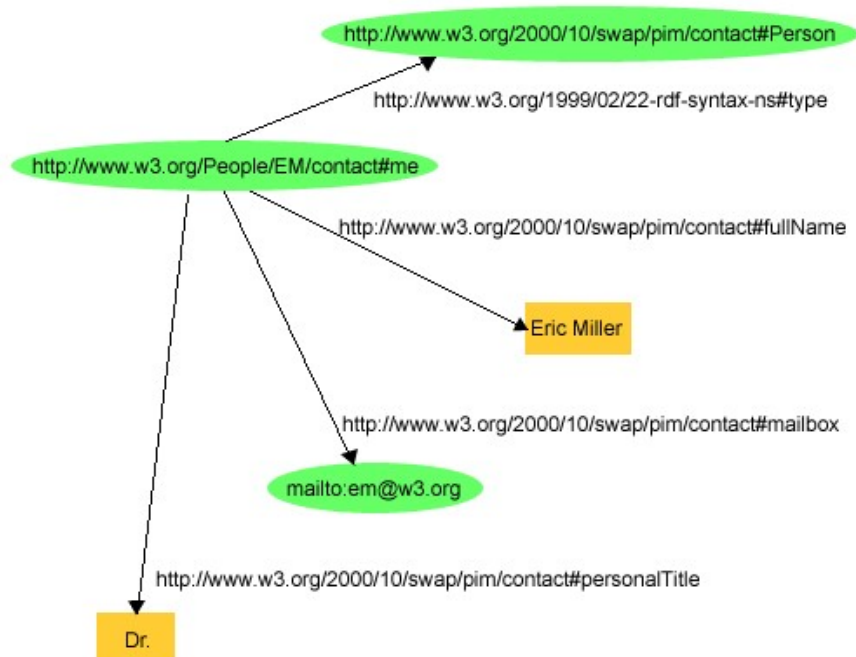 http://www.w3.org/2000/10/swap/pim/contact#Person
http://www.w3.org/1999/02/22-rdf-syntax-ns#type
http://www.w3.org/People/EM/contact#me
http://www.w3.org/2000/10/swap/pim/contact#fullName
Eric Miller
http://www.w3.org/2000/10/swap/pim/contact#mailbox
mailto:em@w3.org
http://www.w3.org/2000/10/swap/pim/contact#personalTitle
Dr.